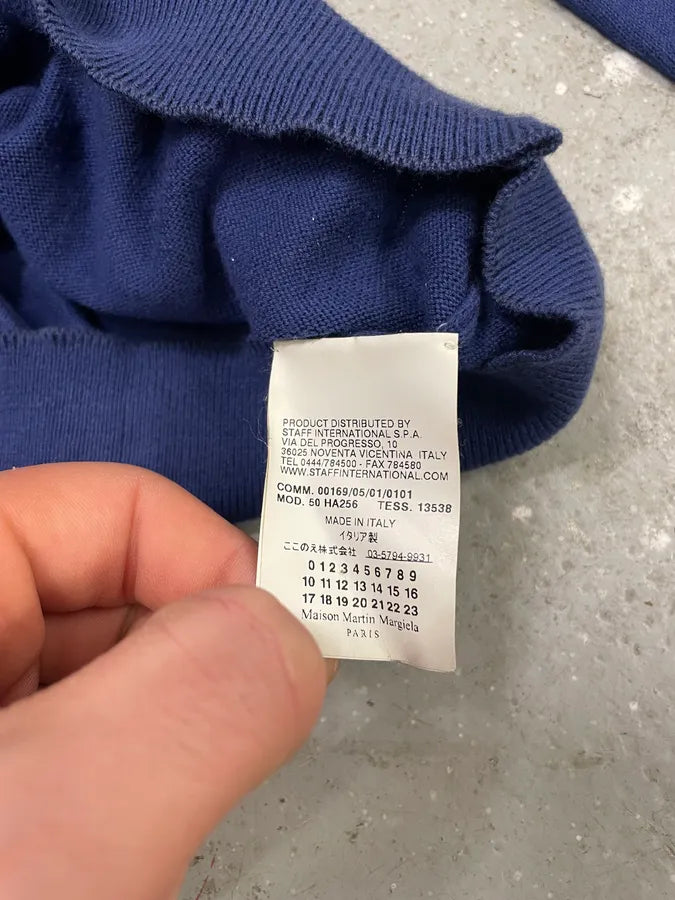 PRODUCT DISTRIBUTED BY
STAFF INTERNATIONAL S.P.A.
VIA DEL PROGRESSO, 10
36025 NOVENTA VICENTINA ITALY
TEL 0444/784500 - FAX 784580
WWW.STAFFINTERNATIONAL.COM
COMM. 00169/05/01/0101
MOD. 50 HA256 TESS. 13538
MADE IN ITALY
イタリア製
ここのえ株式会社 03-5794-9931
0 1 2 3 4 5 6 7 8 9
10 11 12 13 14 15 16
17 18 19 20 21 22 23
Maison Martin Margiela
PARIS